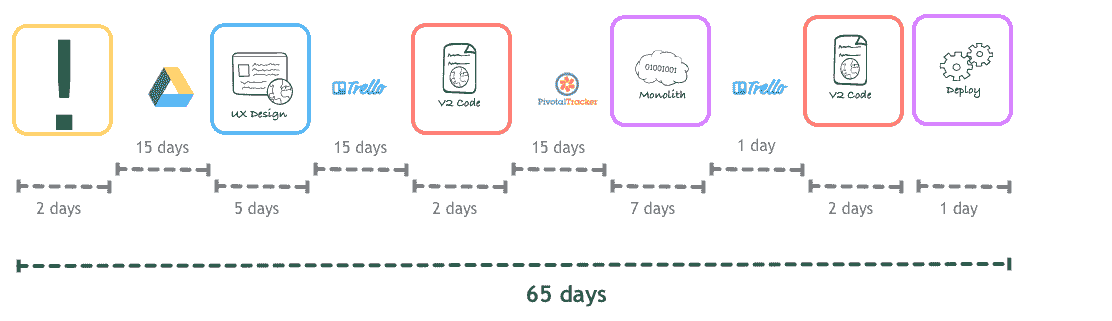 !
UX Design
Trello
V2 Code
PivotalTracker
01001001
Monolith
Trello
V2 Code
Deploy
15 days
15 days
15 days
1 day
2 days
5 days
2 days
7 days
2 days
1 day
65 days